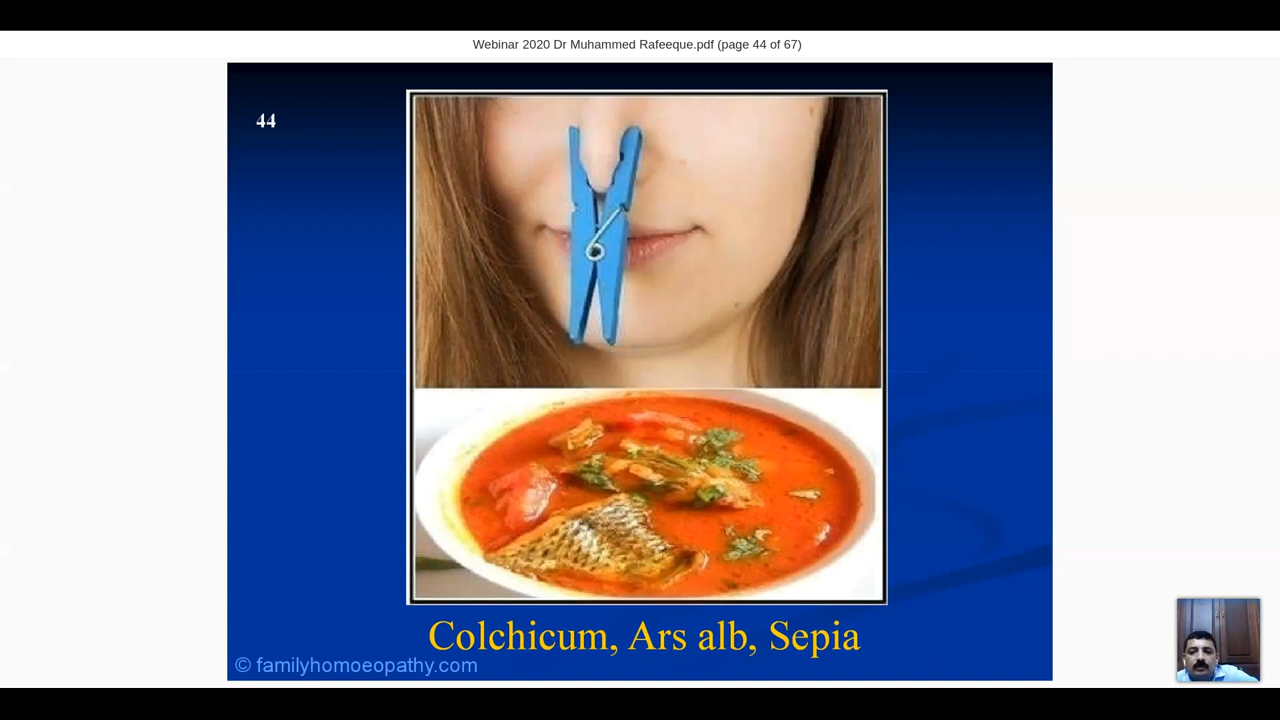 Webinar 2020 Dr Muhammed Rafeeque.pdf (page 44 of 67)
44
Colchicum, Ars alb, Sepia
© familyhomoeopathy.com